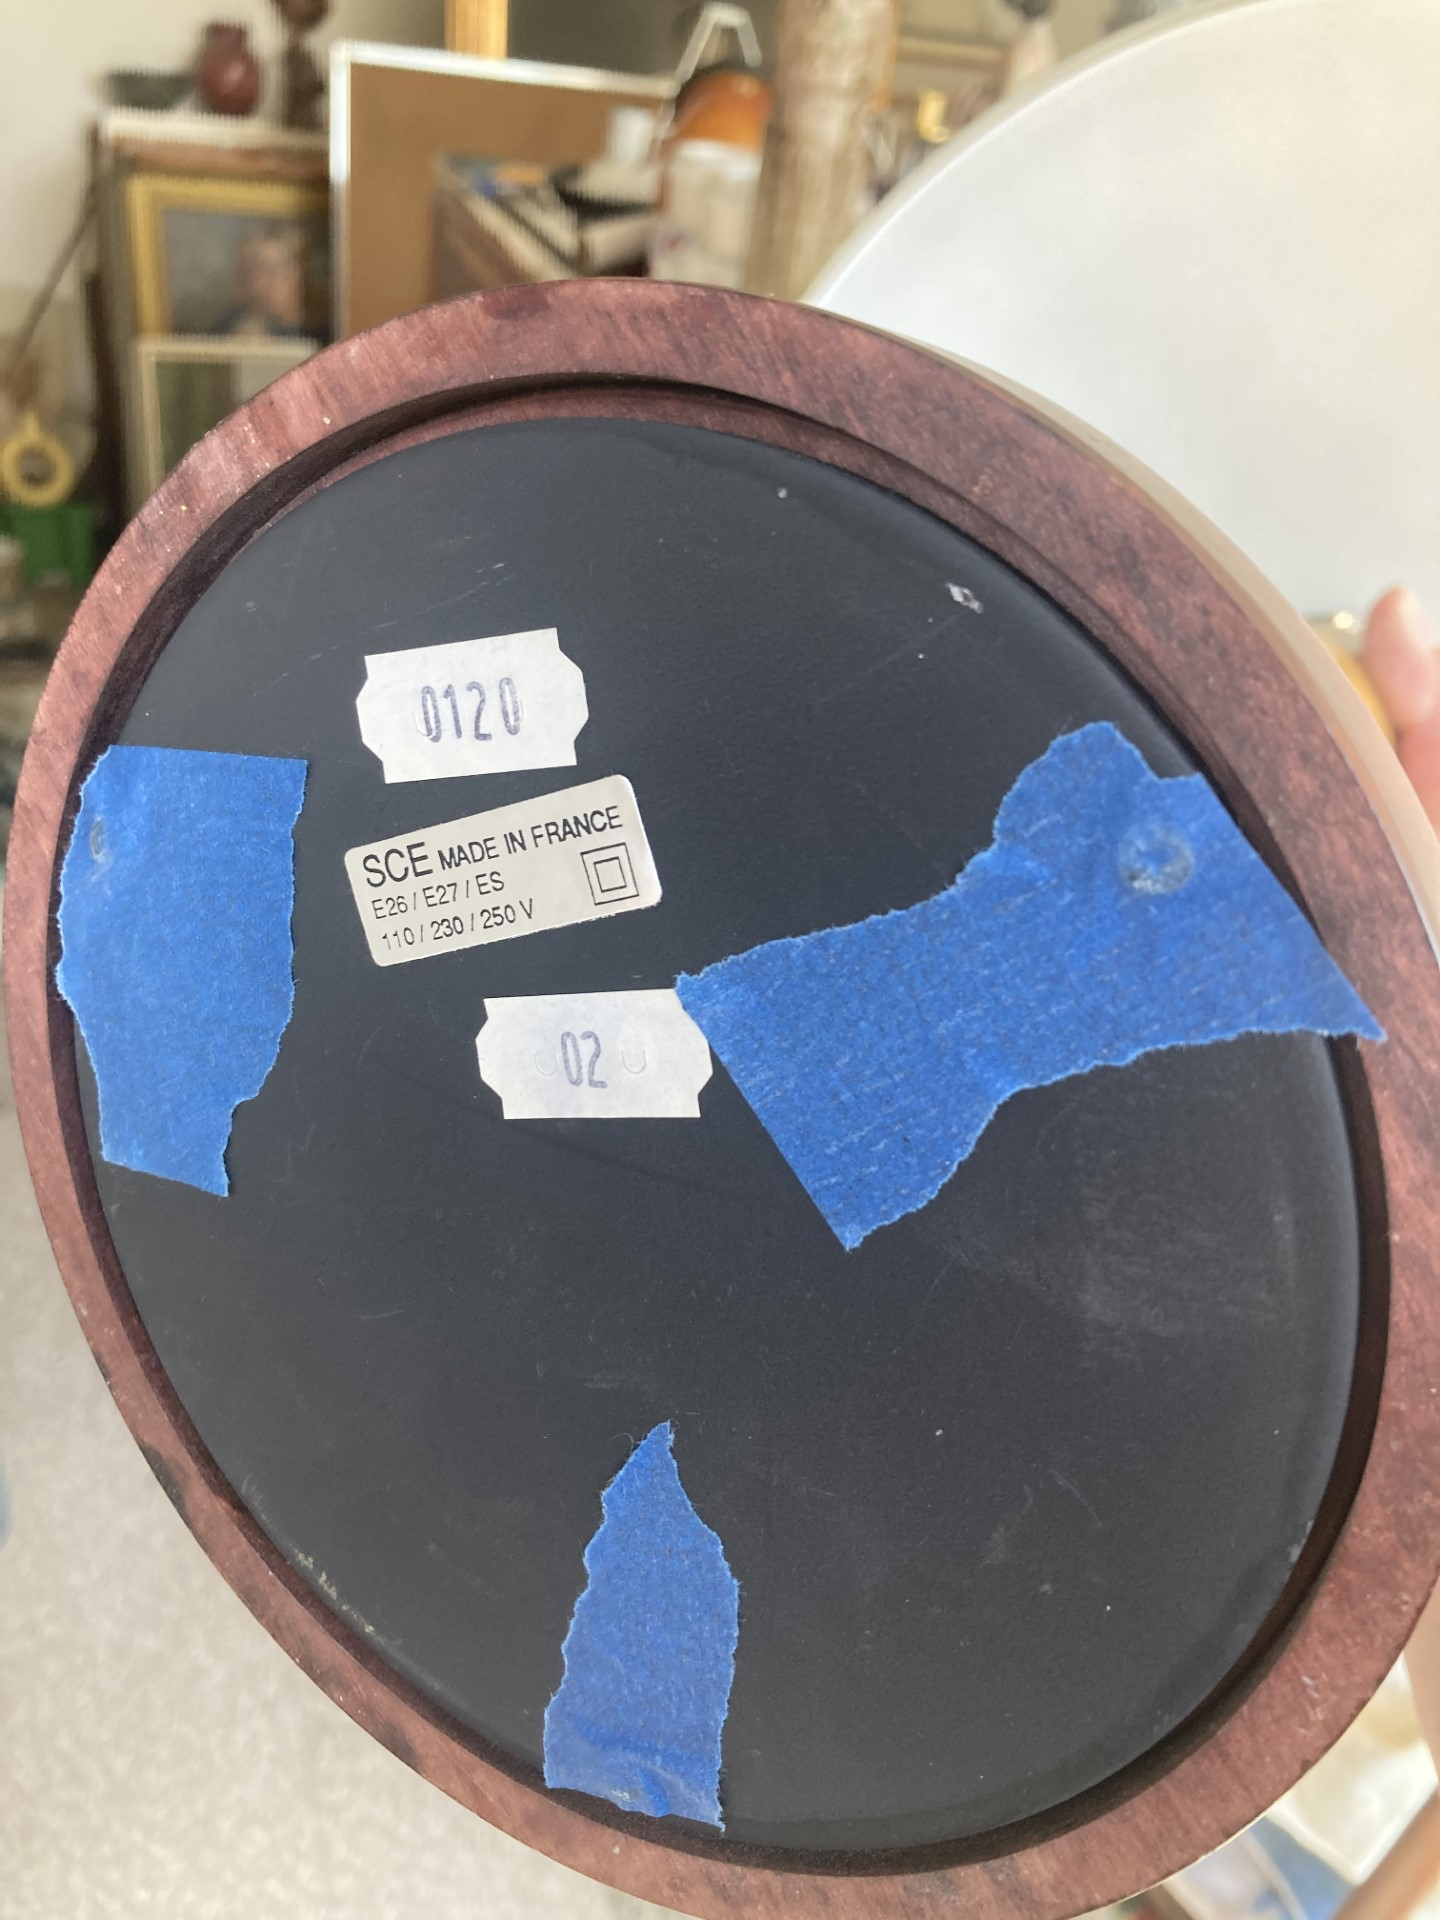 0120
SCE MADE IN FRANCE
E26 / E27 / ES
110 / 230 / 250 V
02